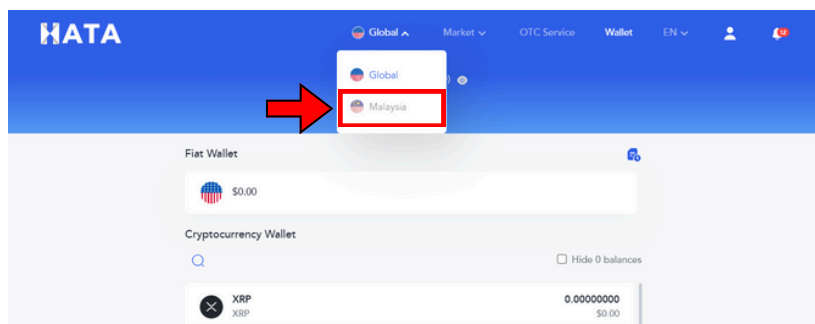 HATA
Global
Market
OTC Service
Wallet
EN
12
Global
)
Malaysia
Fiat Wallet
$0.00
Cryptocurrency Wallet
Hide 0 balances
XRP
0.00000000
XRP
$0.00